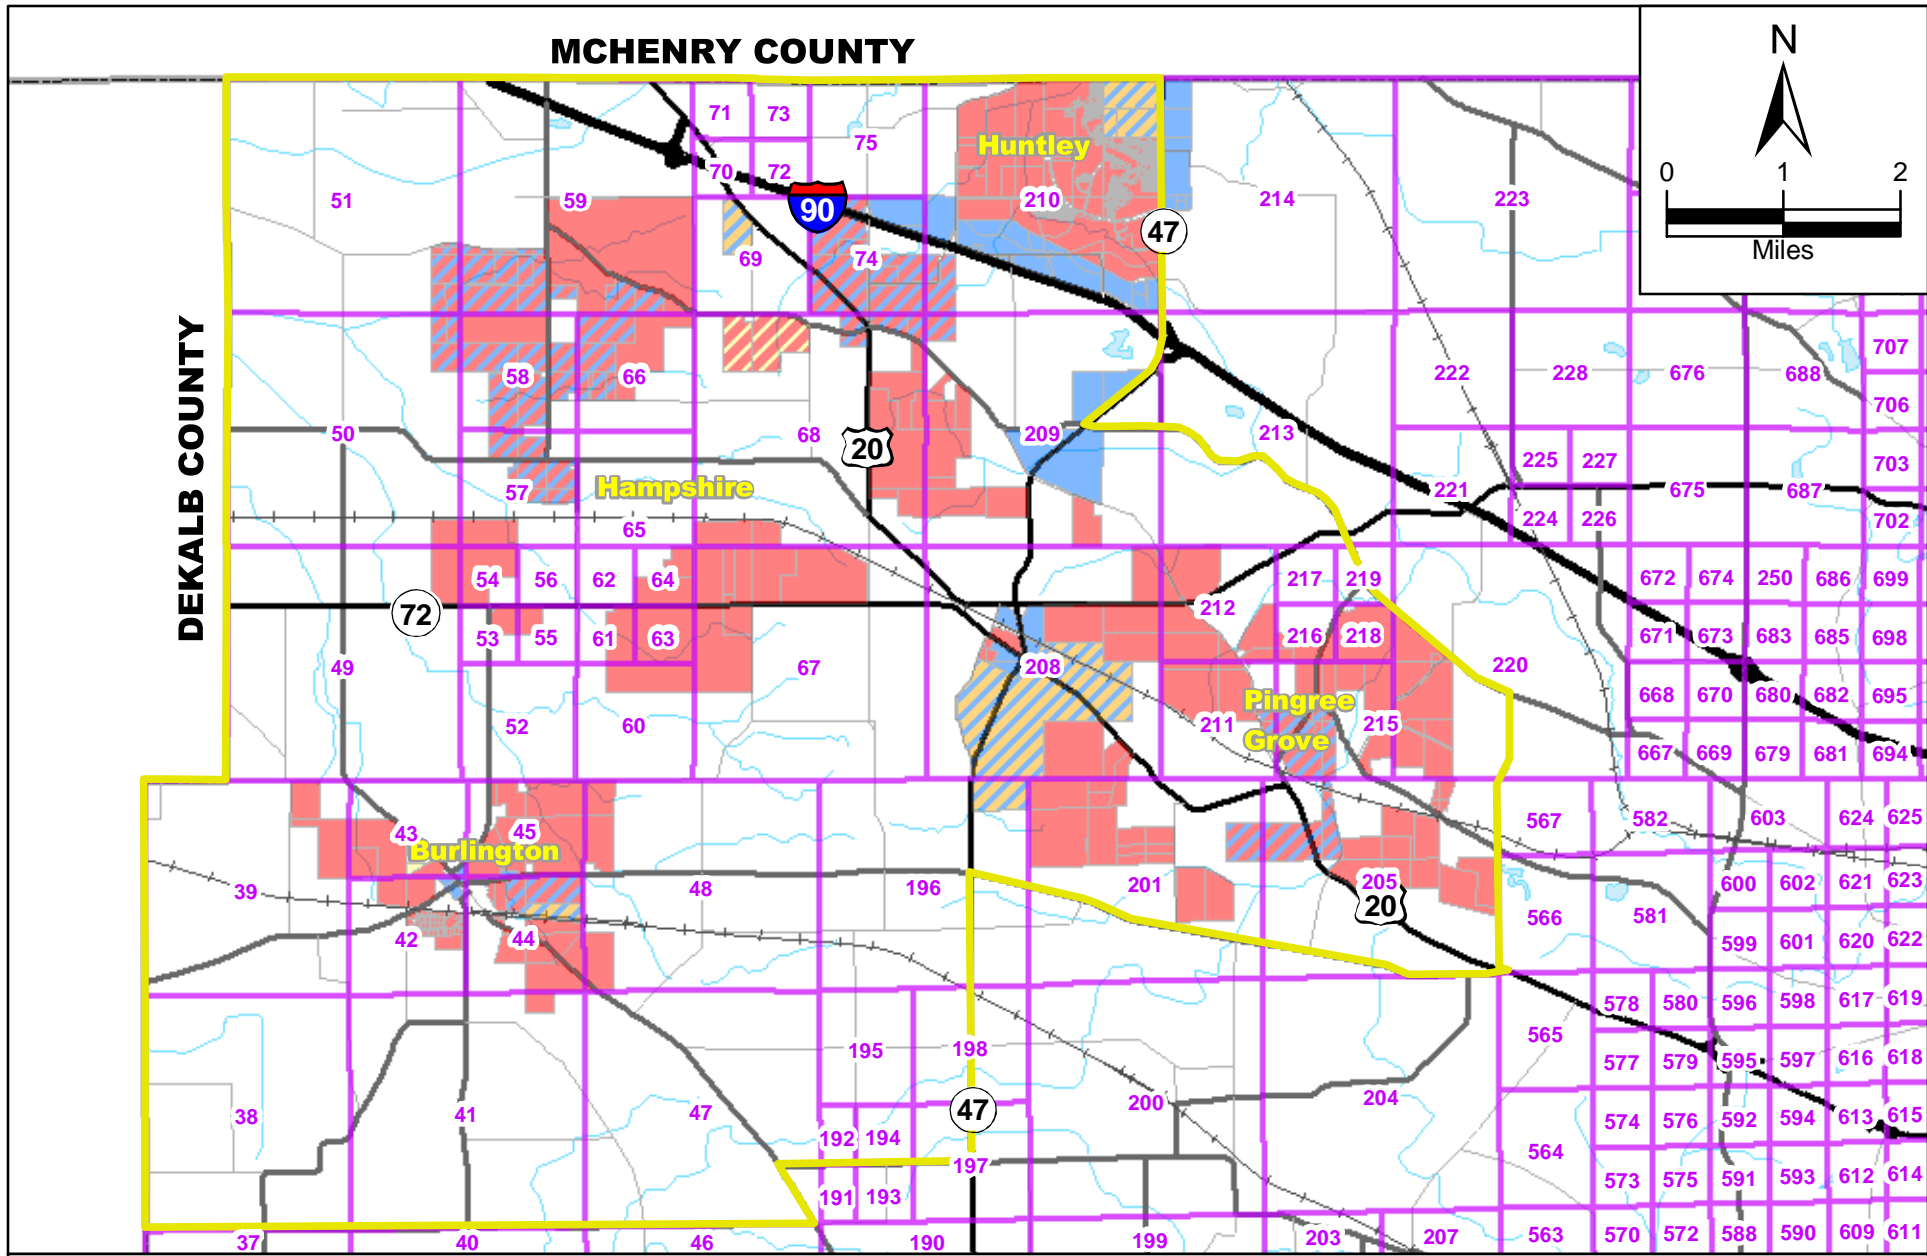 MCHENRY COUNTY
N
0 1 2
Miles
DEKALB COUNTY
71 73
75
Huntley
70 72
51 59 90 210 214 223
47
69 74
707
58 66 222 228 676 688
706
50 68 20 209 213
225 227 703
57 Hampshire 221 675 687
65 224 226 702
54 56 62 64 217 219 672 674 250 686 699
72 212
53 55 61 63 216 218 671 673 683 685 698
49 67 208 220
668 670 680 682 695
Pingree
52 60 211 215
Grove 667 669 679 681 694
43 45 567 582 603 624 625
Burlington
39 48 196 201 205 600 602 621 623
20 566 581
42 44 599 601 620 622
578 580 596 598 617 619
195 198 565
577 579 595 597 616 618
38 41 47 47 200 204
574 576 592 594 613 615
192 194
197 564
191 193 573 575 591 593 612 614
37 40 46 190 199 203 207 563 570 572 588 590 609 611